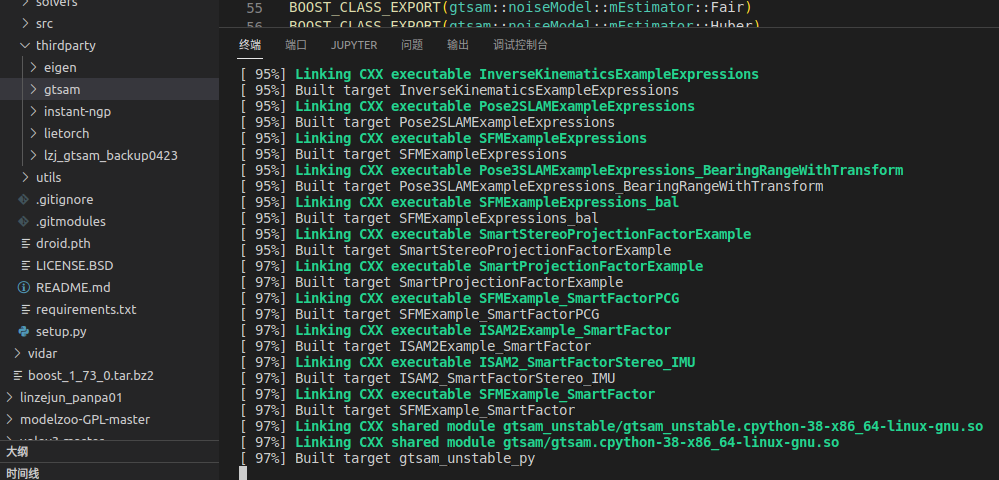 solvers
src
thirdparty
eigen
gtsam
instant-ngp
lietorch
lzj_gtsam_backup0423
utils
.gitignore
.gitmodules
droid.pth
LICENSE.BSD
README.md
requirements.txt
setup.py
vidar
boost_1_73_0.tar.bz2
linzejun_panpa01
modelzoo-GPL-master
yolov3-master
大纲
时间线
55 BOOST_CLASS_EXPORT(gtsam::noiseModel::mEstimator::Fair)
56 BOOST_CLASS_EXPORT(gtsam::noiseModel::mEstimator::Huber)
终端 端口 JUPYTER 问题 输出 调试控制台
[ 95%] Linking CXX executable InverseKinematicsExampleExpressions
[ 95%] Built target InverseKinematicsExampleExpressions
[ 95%] Linking CXX executable Pose2SLAMExampleExpressions
[ 95%] Built target Pose2SLAMExampleExpressions
[ 95%] Linking CXX executable SFMExampleExpressions
[ 95%] Built target SFMExampleExpressions
[ 95%] Linking CXX executable Pose3SLAMExampleExpressions_BearingRangeWithTransform
[ 95%] Built target Pose3SLAMExampleExpressions_BearingRangeWithTransform
[ 95%] Linking CXX executable SFMExampleExpressions_bal
[ 95%] Built target SFMExampleExpressions_bal
[ 95%] Linking CXX executable SmartStereoProjectionFactorExample
[ 95%] Built target SmartStereoProjectionFactorExample
[ 97%] Linking CXX executable SmartProjectionFactorExample
[ 97%] Built target SmartProjectionFactorExample
[ 97%] Linking CXX executable SFMExample_SmartFactorPCG
[ 97%] Built target SFMExample_SmartFactorPCG
[ 97%] Linking CXX executable ISAM2Example_SmartFactor
[ 97%] Built target ISAM2Example_SmartFactor
[ 97%] Linking CXX executable ISAM2_SmartFactorStereo_IMU
[ 97%] Built target ISAM2_SmartFactorStereo_IMU
[ 97%] Linking CXX executable SFMExample_SmartFactor
[ 97%] Built target SFMExample_SmartFactor
[ 97%] Linking CXX shared module gtsam_unstable/gtsam_unstable.cpython-38-x86_64-linux-gnu.so
[ 97%] Linking CXX shared module gtsam/gtsam.cpython-38-x86_64-linux-gnu.so
[ 97%] Built target gtsam_unstable_py